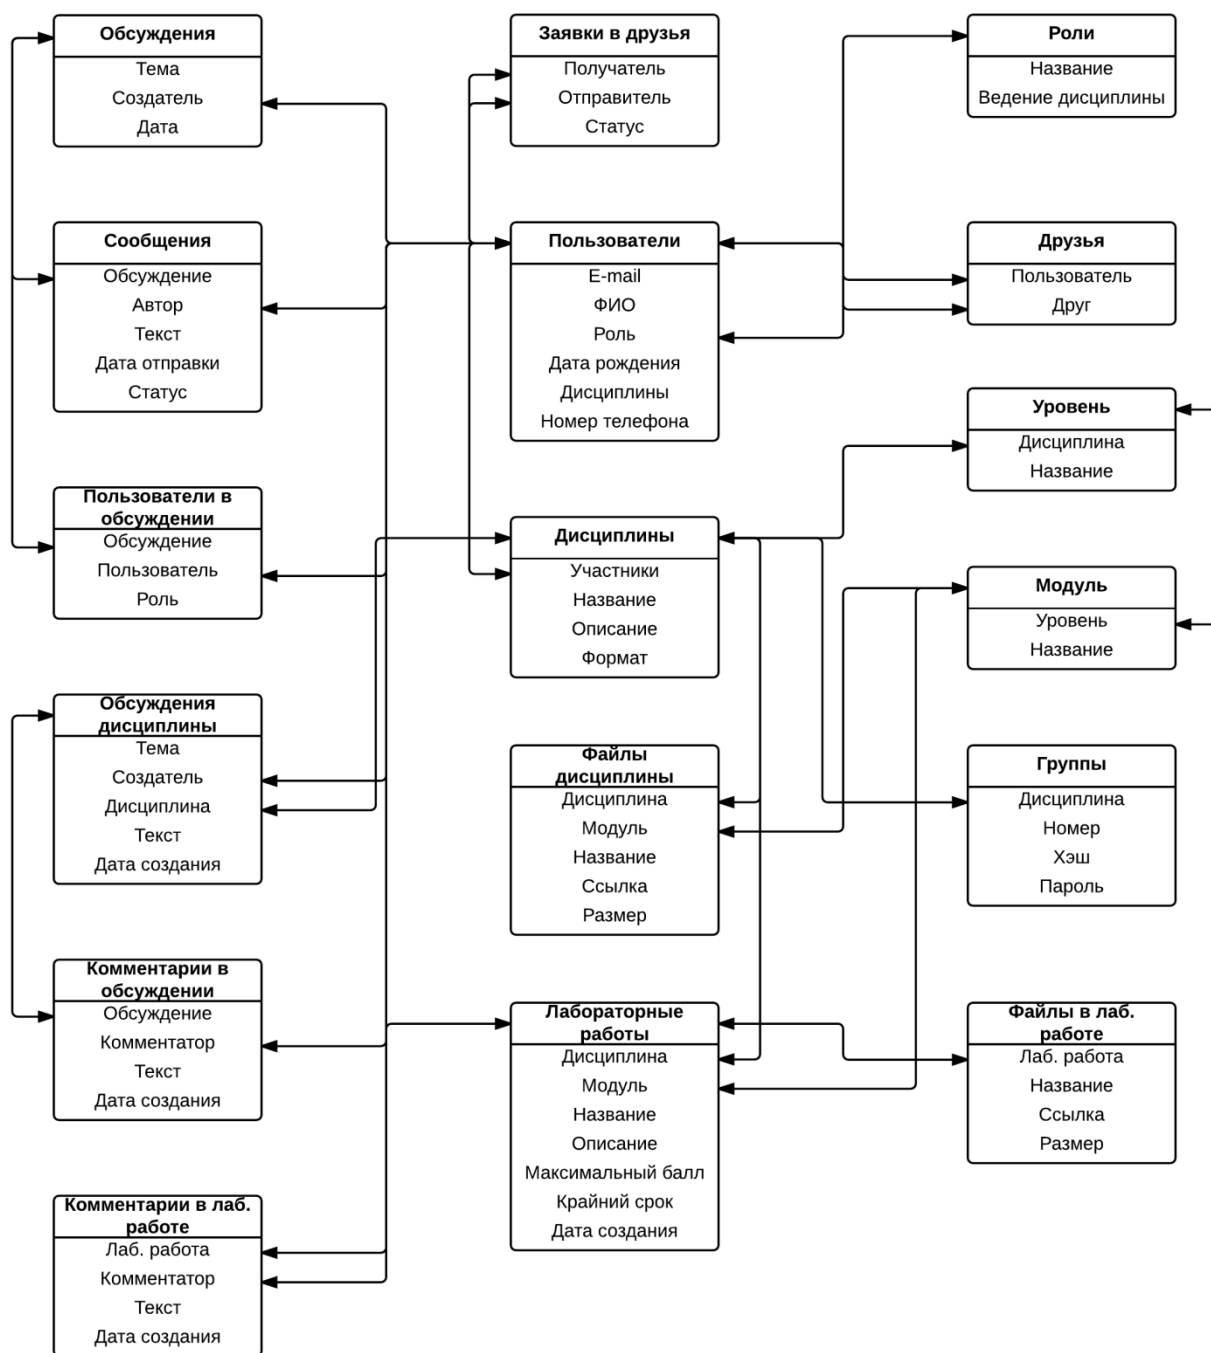 Обсуждения
Тема
Создатель
Дата
Сообщения
Обсуждение
Автор
Текст
Дата отправки
Статус
Пользователи в
обсуждении
Обсуждение
Пользователь
Роль
Обсуждения
дисциплины
Тема
Создатель
Дисциплина
Текст
Дата создания
Комментарии в
обсуждении
Обсуждение
Комментатор
Текст
Дата создания
Комментарии в лаб.
работе
Лаб. работа
Комментатор
Текст
Дата создания
Заявки в друзья
Получатель
Отправитель
Статус
Пользователи
E-mail
ФИО
Роль
Дата рождения
Дисциплины
Номер телефона
Дисциплины
Участники
Название
Описание
Формат
Файлы
дисциплины
Дисциплина
Модуль
Название
Ссылка
Размер
Лабораторные
работы
Дисциплина
Модуль
Название
Описание
Максимальный балл
Крайний срок
Дата создания
Роли
Название
Ведение дисциплины
Друзья
Пользователь
Друг
Уровень
Дисциплина
Название
Модуль
Уровень
Название
Группы
Дисциплина
Номер
Хэш
Пароль
Файлы в лаб.
работе
Лаб. работа
Название
Ссылка
Размер